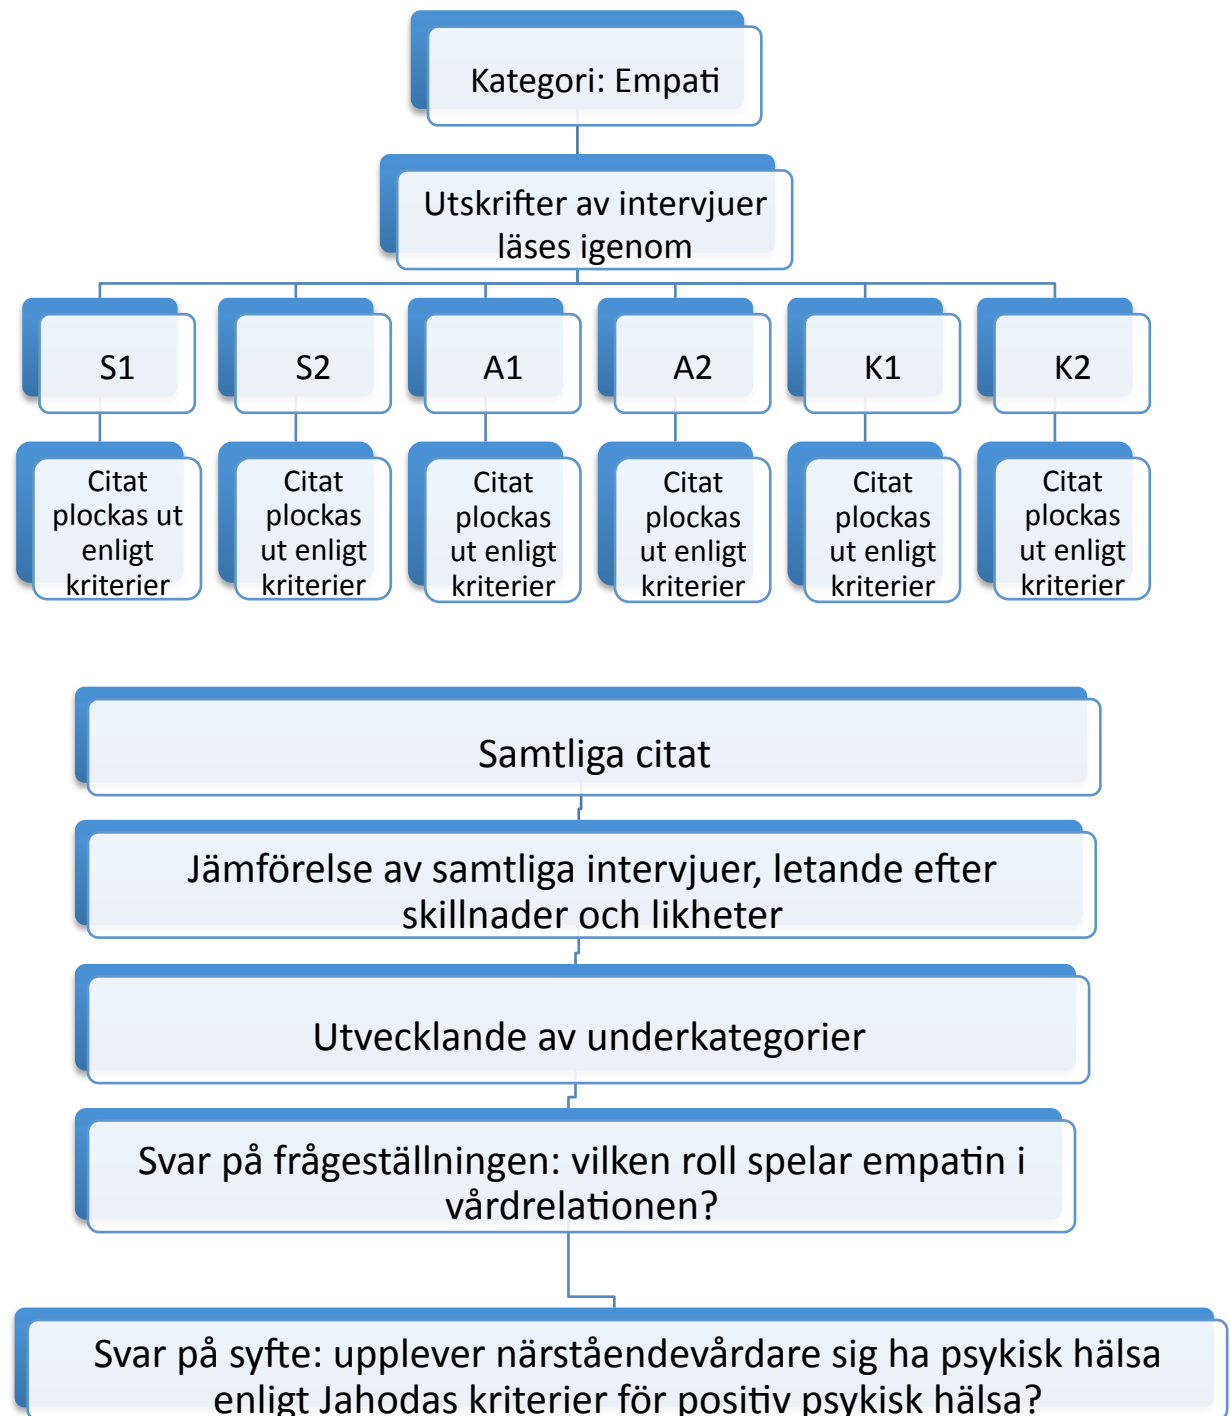 Kategori: Empati
Utskrifter av intervjuer
läses igenom
S1
S2
A1
A2
K1
K2
Citat
plockas ut
enligt
kriterier
Citat
plockas
ut enligt
kriterier
Citat
plockas
ut enligt
kriterier
Citat
plockas
ut enligt
kriterier
Citat
plockas
ut enligt
kriterier
Citat
plockas
ut enligt
kriterier
Samtliga citat
Jämförelse av samtliga intervjuer, letande efter
skillnader och likheter
Utvecklande av underkategorier
Svar på frågeställningen: vilken roll spelar empatin i
vårdrelationen?
Svar på syfte: upplever närståendevårdare sig ha psykisk hälsa
enligt Jahodas kriterier för positiv psykisk hälsa?